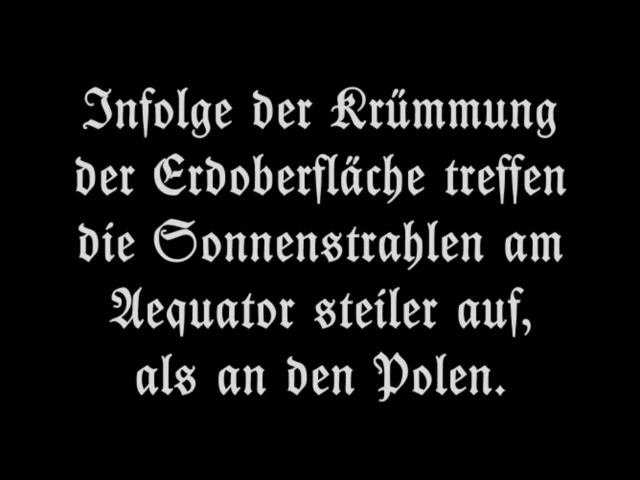 Infolge der Krümmung
der Erdoberfläche treffen
die Sonnenstrahlen am
Aequator steiler auf,
als an den Polen.